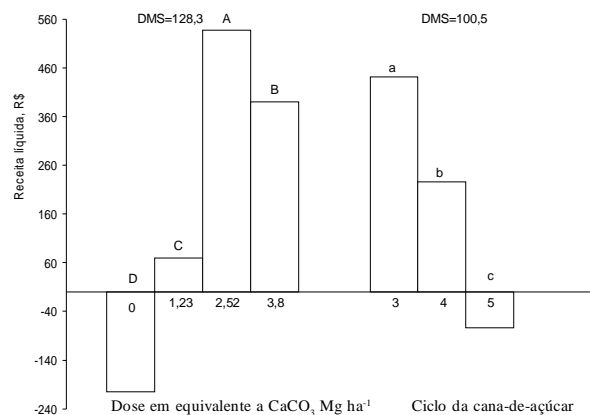 DMS=128,3
DMS=100,5
Receita líquida, R$
560
460
360
260
160
60
-40
-140
-240
D
C
A
B
a
b
c
0
1,23
2,52
3,8
3
4
5
Dose em equivalente a CaCO3 Mg ha-1
Ciclo da cana-de-açúcar